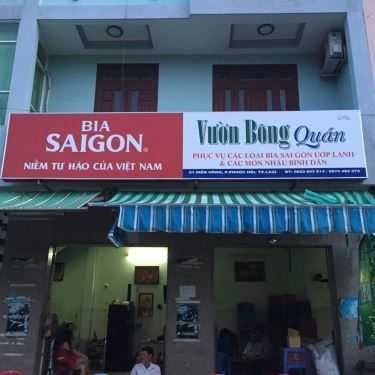 BIA
SAIGON®
NIỀM TỰ HÀO CỦA VIỆT NAM
Vườn Bông Quán
PHỤC VỤ CÁC LOẠI BIA SÀI GÒN ƯỚP LẠNH
& CÁC MÓN NHẬU BÌNH DÂN